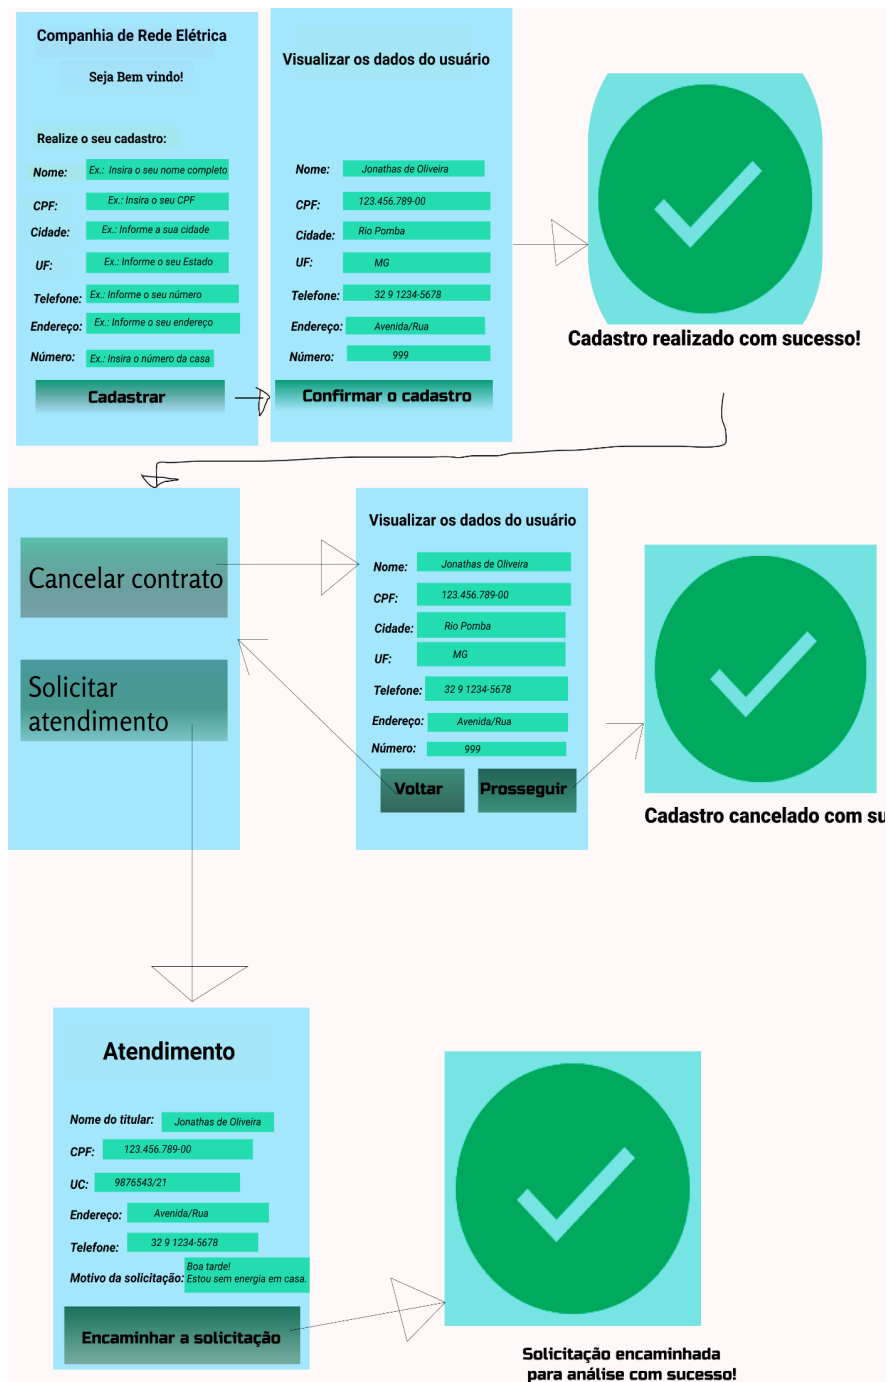 Companhia de Rede Elétrica
Seja Bem vindo!
Realize o seu cadastro:
Nome: Ex.: Insira o seu nome completo
CPF: Ex.: Insira o seu CPF
Cidade: Ex.: Informe a sua cidade
UF: Ex.: Informe o seu Estado
Telefone: Ex.: Informe o seu número
Endereço: Ex.: Informe o seu endereço
Número: Ex.: Insira o número da casa
Cadastrar
Visualizar os dados do usuário
Nome: Jonathas de Oliveira
CPF: 123.456.789-00
Cidade: Rio Pomba
UF: MG
Telefone: 32 9 1234-5678
Endereço: Avenida/Rua
Número: 999
Confirmar o cadastro
Cadastro realizado com sucesso!
Cancelar contrato
Solicitar
atendimento
Visualizar os dados do usuário
Nome: Jonathas de Oliveira
CPF: 123.456.789-00
Cidade: Rio Pomba
UF: MG
Telefone: 32 9 1234-5678
Endereço: Avenida/Rua
Número: 999
Voltar Prosseguir
Cadastro cancelado com su
Atendimento
Nome do titular: Jonathas de Oliveira
CPF: 123.456.789-00
UC: 9876543/21
Endereço: Avenida/Rua
Telefone: 32 9 1234-5678
Motivo da solicitação: Boa tarde!
Estou sem energia em casa.
Encaminhar a solicitação
Solicitação encaminhada
para análise com sucesso!